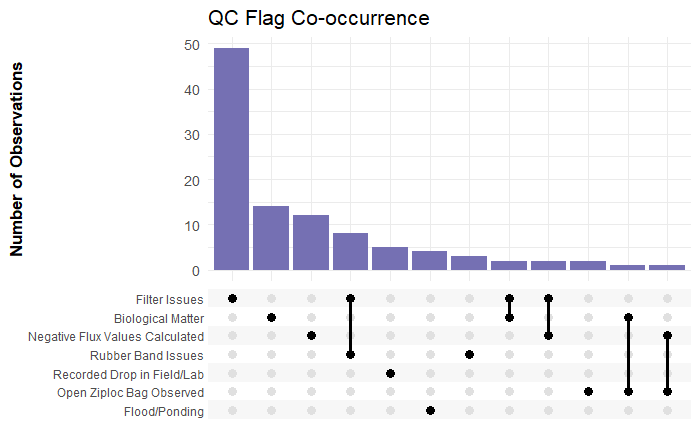 QC Flag Co-occurrence
Number of Observations
50
40
30
20
10
0
Filter Issues
Biological Matter
Negative Flux Values Calculated
Rubber Band Issues
Recorded Drop in Field/Lab
Open Ziploc Bag Observed
Flood/Ponding